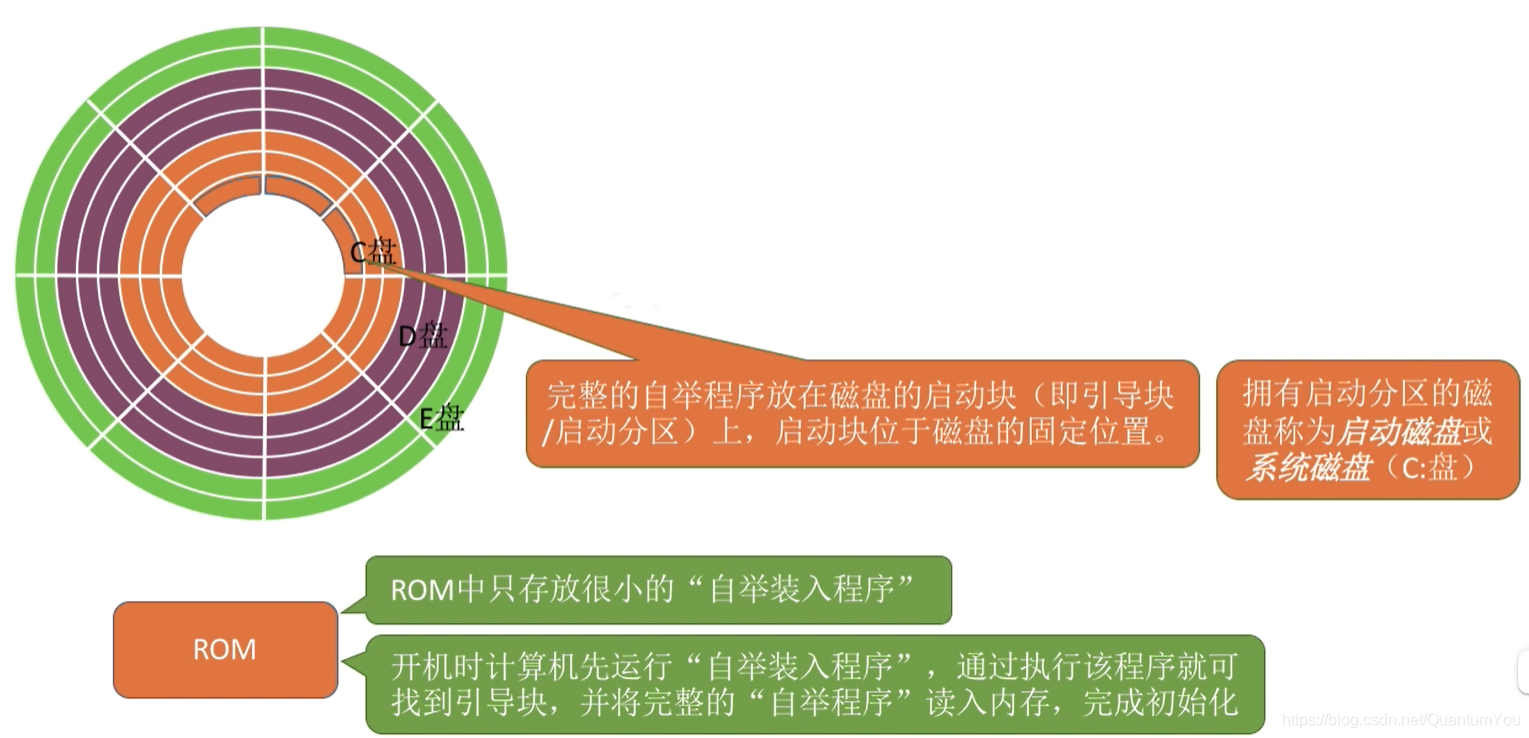 C盘
D盘
E盘
完整的自举程序放在磁盘的启动块（即引导块
/启动分区）上，启动块位于磁盘的固定位置。
拥有启动分区的磁
盘称为启动磁盘或
系统磁盘（C:盘）
ROM中只存放很小的“自举装入程序”
ROM
开机时计算机先运行“自举装入程序”，通过执行该程序就可
找到引导块，并将完整的“自举程序”读入内存，完成初始化
https://blog.csdn.net/QuantumYou